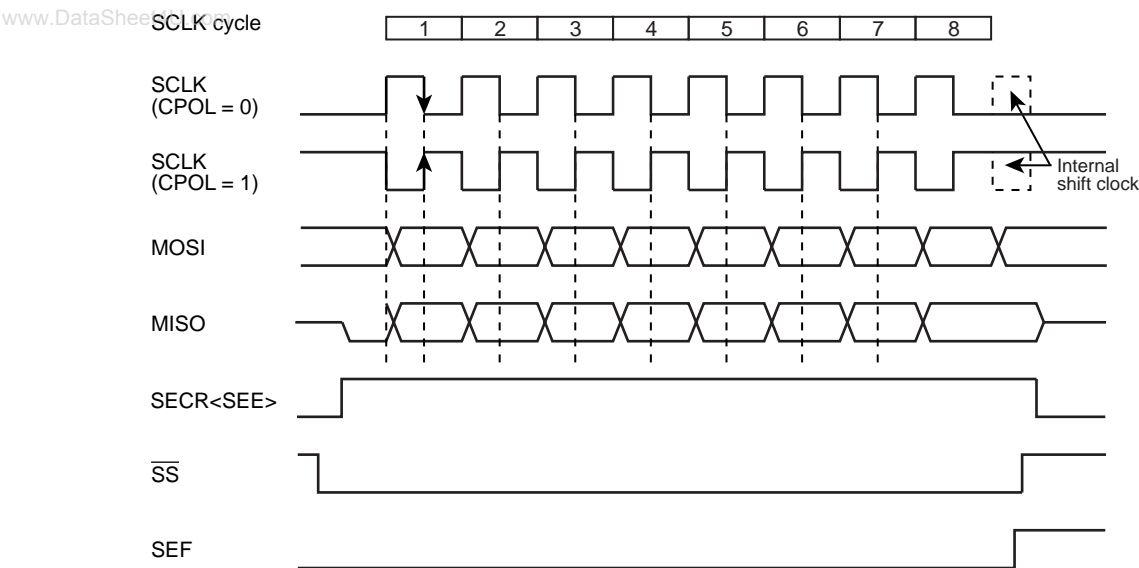 www.DataSheet4U.com
SCLK cycle
1 2 3 4 5 6 7 8
SCLK
(CPOL = 0)
SCLK
(CPOL = 1)
Internal
shift clock
MOSI
MISO
SECR<SEE>
SS
SEF